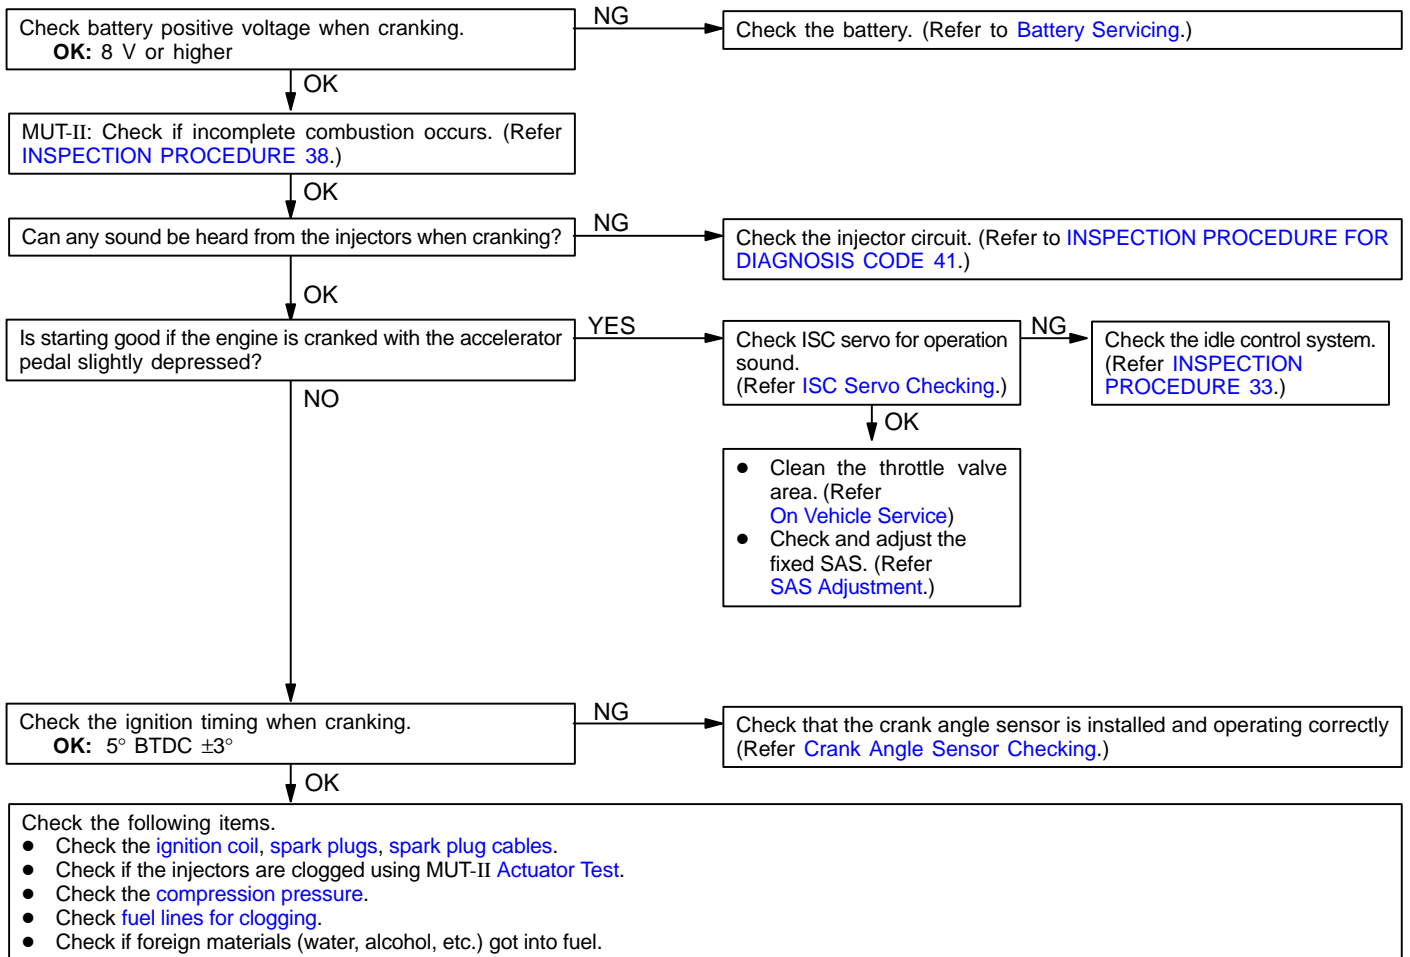 Check battery positive voltage when cranking.
OK: 8 V or higher
NG
Check the battery. (Refer to Battery Servicing.)
OK
MUT-II: Check if incomplete combustion occurs. (Refer
INSPECTION PROCEDURE 38.)
OK
Can any sound be heard from the injectors when cranking?
NG
Check the injector circuit. (Refer to INSPECTION PROCEDURE FOR
DIAGNOSIS CODE 41.)
OK
Is starting good if the engine is cranked with the accelerator
pedal slightly depressed?
YES
Check ISC servo for operation
sound.
(Refer ISC Servo Checking.)
NG
Check the idle control system.
(Refer INSPECTION
PROCEDURE 33.)
OK
● Clean the throttle valve
area. (Refer
On Vehicle Service)
● Check and adjust the
fixed SAS. (Refer
SAS Adjustment.)
NO
Check the ignition timing when cranking.
OK: 5° BTDC ±3°
NG
Check that the crank angle sensor is installed and operating correctly
(Refer Crank Angle Sensor Checking.)
OK
Check the following items.
● Check the ignition coil, spark plugs, spark plug cables.
● Check if the injectors are clogged using MUT-II Actuator Test.
● Check the compression pressure.
● Check fuel lines for clogging.
● Check if foreign materials (water, alcohol, etc.) got into fuel.